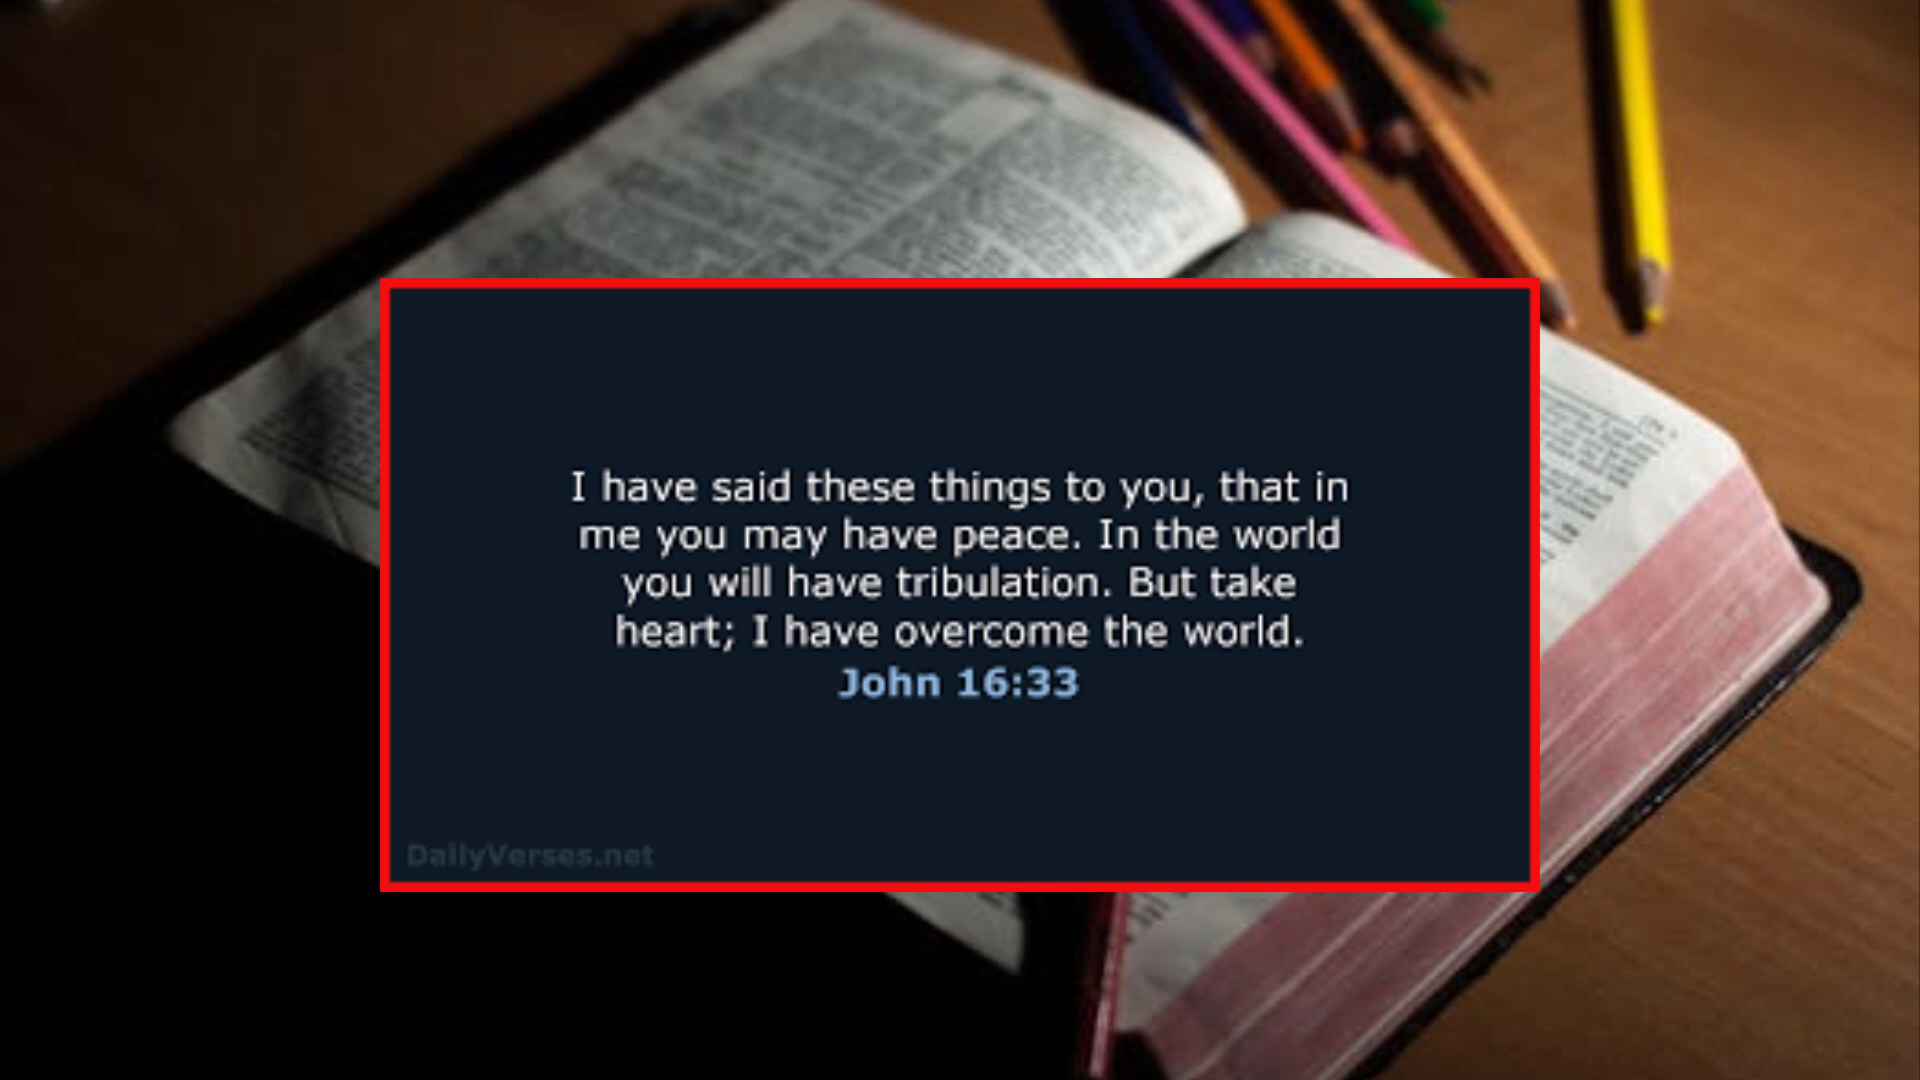 I have said these things to you, that in
me you may have peace. In the world
you will have tribulation. But take
heart; I have overcome the world.
John 16:33
DailyVerses.net